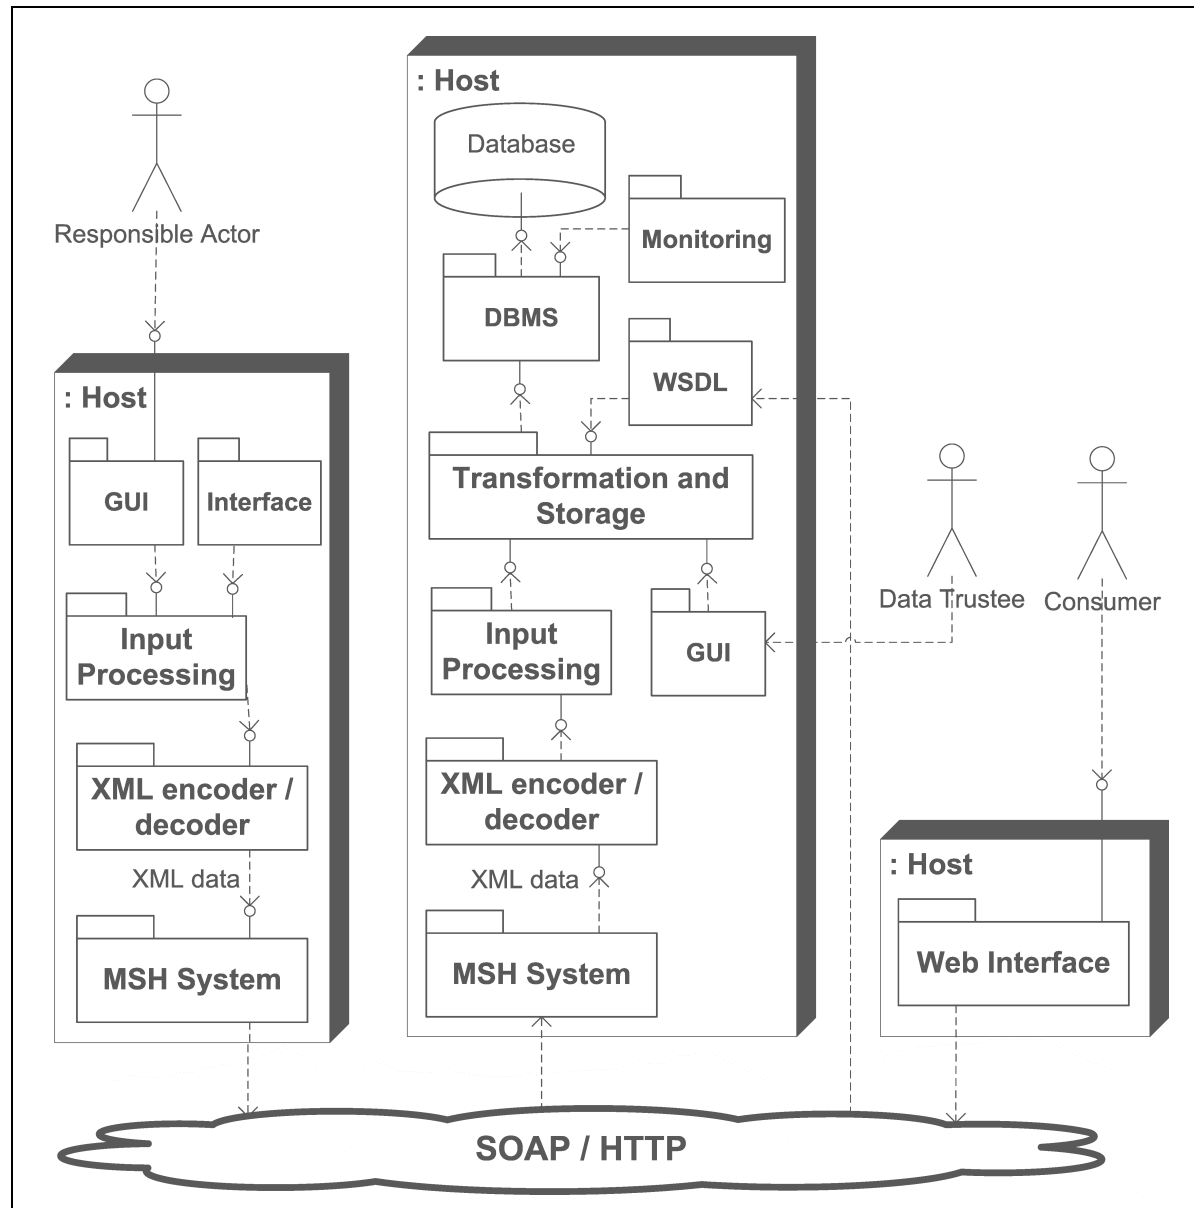 Responsible Actor
: Host
GUI
Interface
Input
Processing
XML encoder /
decoder
XML data
MSH System
: Host
Database
Monitoring
DBMS
WSDL
Transformation and
Storage
Input
Processing
GUI
XML encoder /
decoder
XML data
MSH System
Data Trustee
Consumer
: Host
Web Interface
SOAP / HTTP